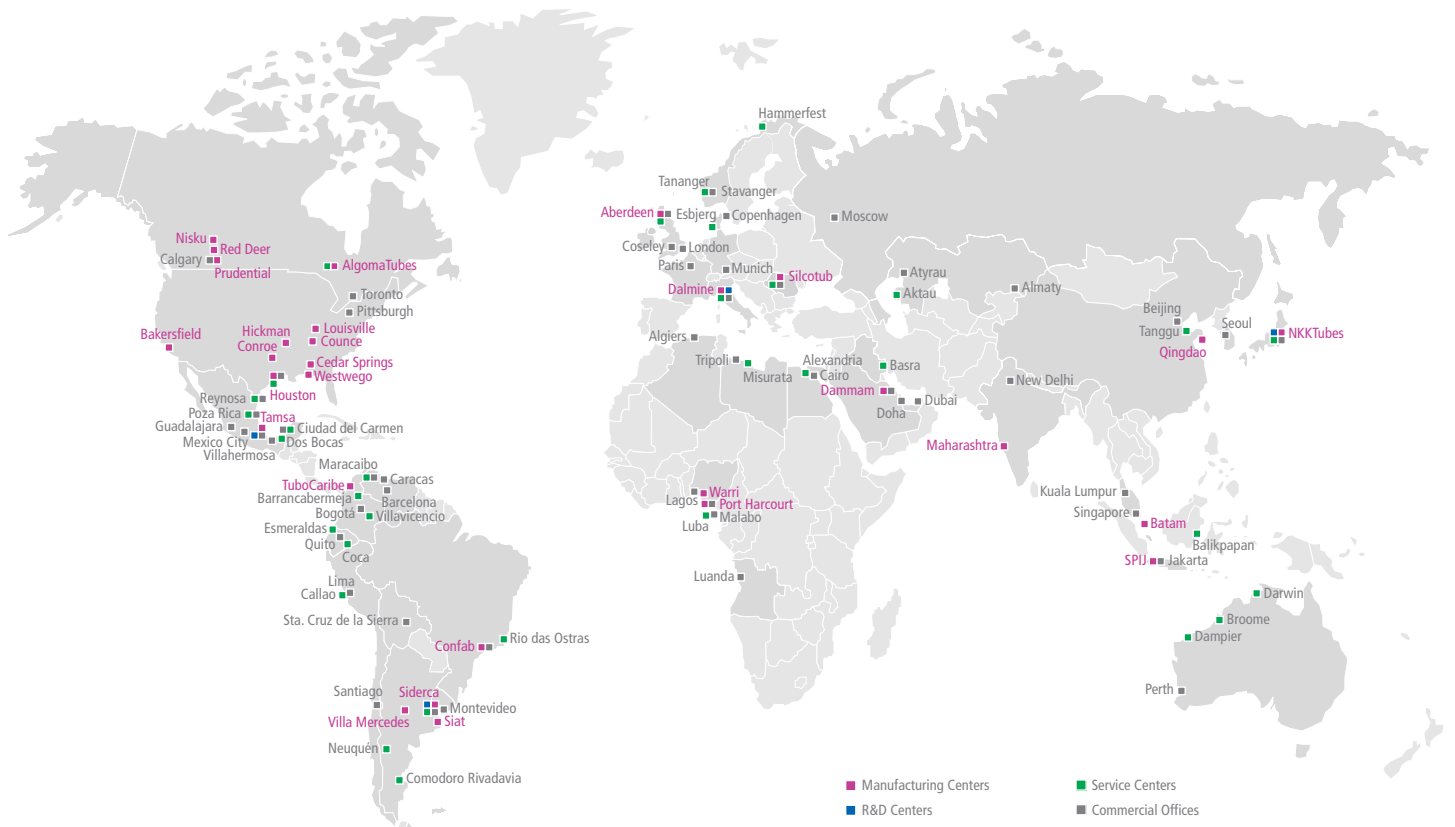 Hammerfest
Tananger
Stavanger
Aberdeen
Esbjerg
Copenhagen
Moscow
Nisku
Red Deer
Calgary
Prudential
AlgomaTubes
Coseley
London
Paris
Munich
Silcotub
Dalmine
Atyrau
Aktau
Almaty
Toronto
Pittsburgh
Beijing
Tanggu
Seoul
NKKTubes
Qingdao
Bakersfield
Hickman
Louisville
Conroe
Counce
Cedar Springs
Westwego
Houston
Algiers
Tripoli
Misurata
Alexandria
Cairo
Basra
Dammam
Doha
Dubai
New Delhi
Reynosa
Poza Rica
Tamsa
Guadalajara
Ciudad del Carmen
Mexico City
Dos Bocas
Villahermosa
Maharashtra
Maracaibo
Caracas
TuboCaribe
Barrancabermeja
Barcelona
Bogotá
Villavicencio
Esmeraldas
Quito
Coca
Warri
Lagos
Port Harcourt
Luba
Malabo
Kuala Lumpur
Singapore
Batam
Balikpapan
SPIJ
Jakarta
Luanda
Lima
Callao
Sta. Cruz de la Sierra
Darwin
Broome
Dampier
Rio das Ostras
Confab
Perth
Santiago
Siderca
Montevideo
Villa Mercedes
Siat
Neuquén
Comodoro Rivadavia
Manufacturing Centers
Service Centers
R&D Centers
Commercial Offices